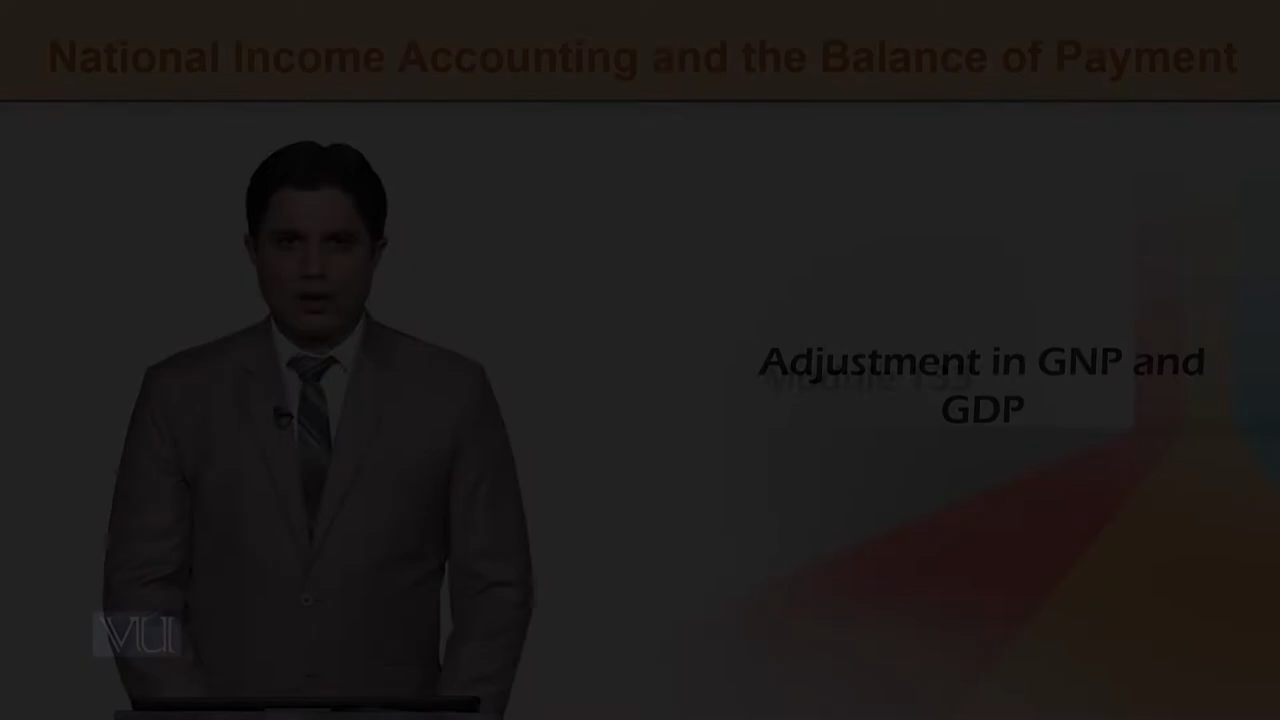 National Income Accounting and the Balance of Payment
Adjustment in GNP and
GDP
VU